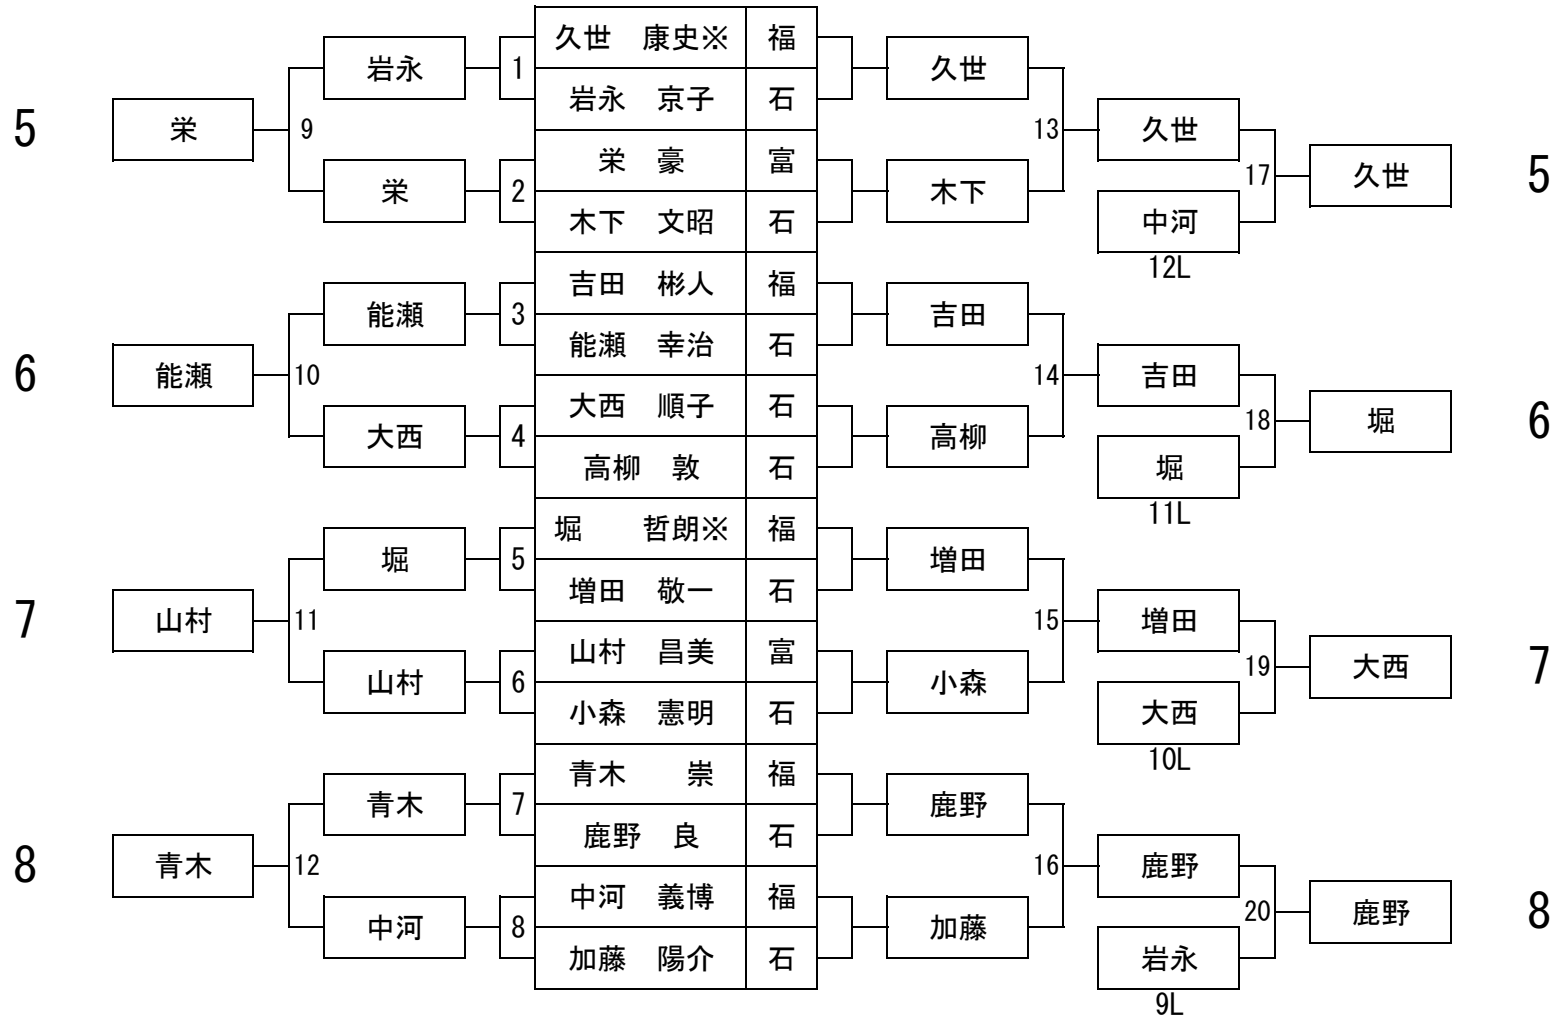 久世 康史※ 福
岩永 1 久世
岩永 京子 石
5 栄 9 13 久世
栄 豪 富
栄 2 木下 17 久世 5
木下 文昭 石 中河
12L
吉田 彬人 福
能瀬 3 吉田
能瀬 幸治 石
6 能瀬 10 14 吉田
大西 順子 石
大西 4 高柳 18 堀 6
高柳 敦 石 堀
11L
堀 哲朗※ 福
堀 5 増田
増田 敬一 石
7 山村 11 15 増田
山村 昌美 富
山村 6 小森 19 大西 7
小森 憲明 石 大西
10L
青木 崇 福
青木 7 鹿野
鹿野 良 石
8 青木 12 16 鹿野
中河 義博 福
中河 8 加藤 20 鹿野 8
加藤 陽介 石 岩永
9L